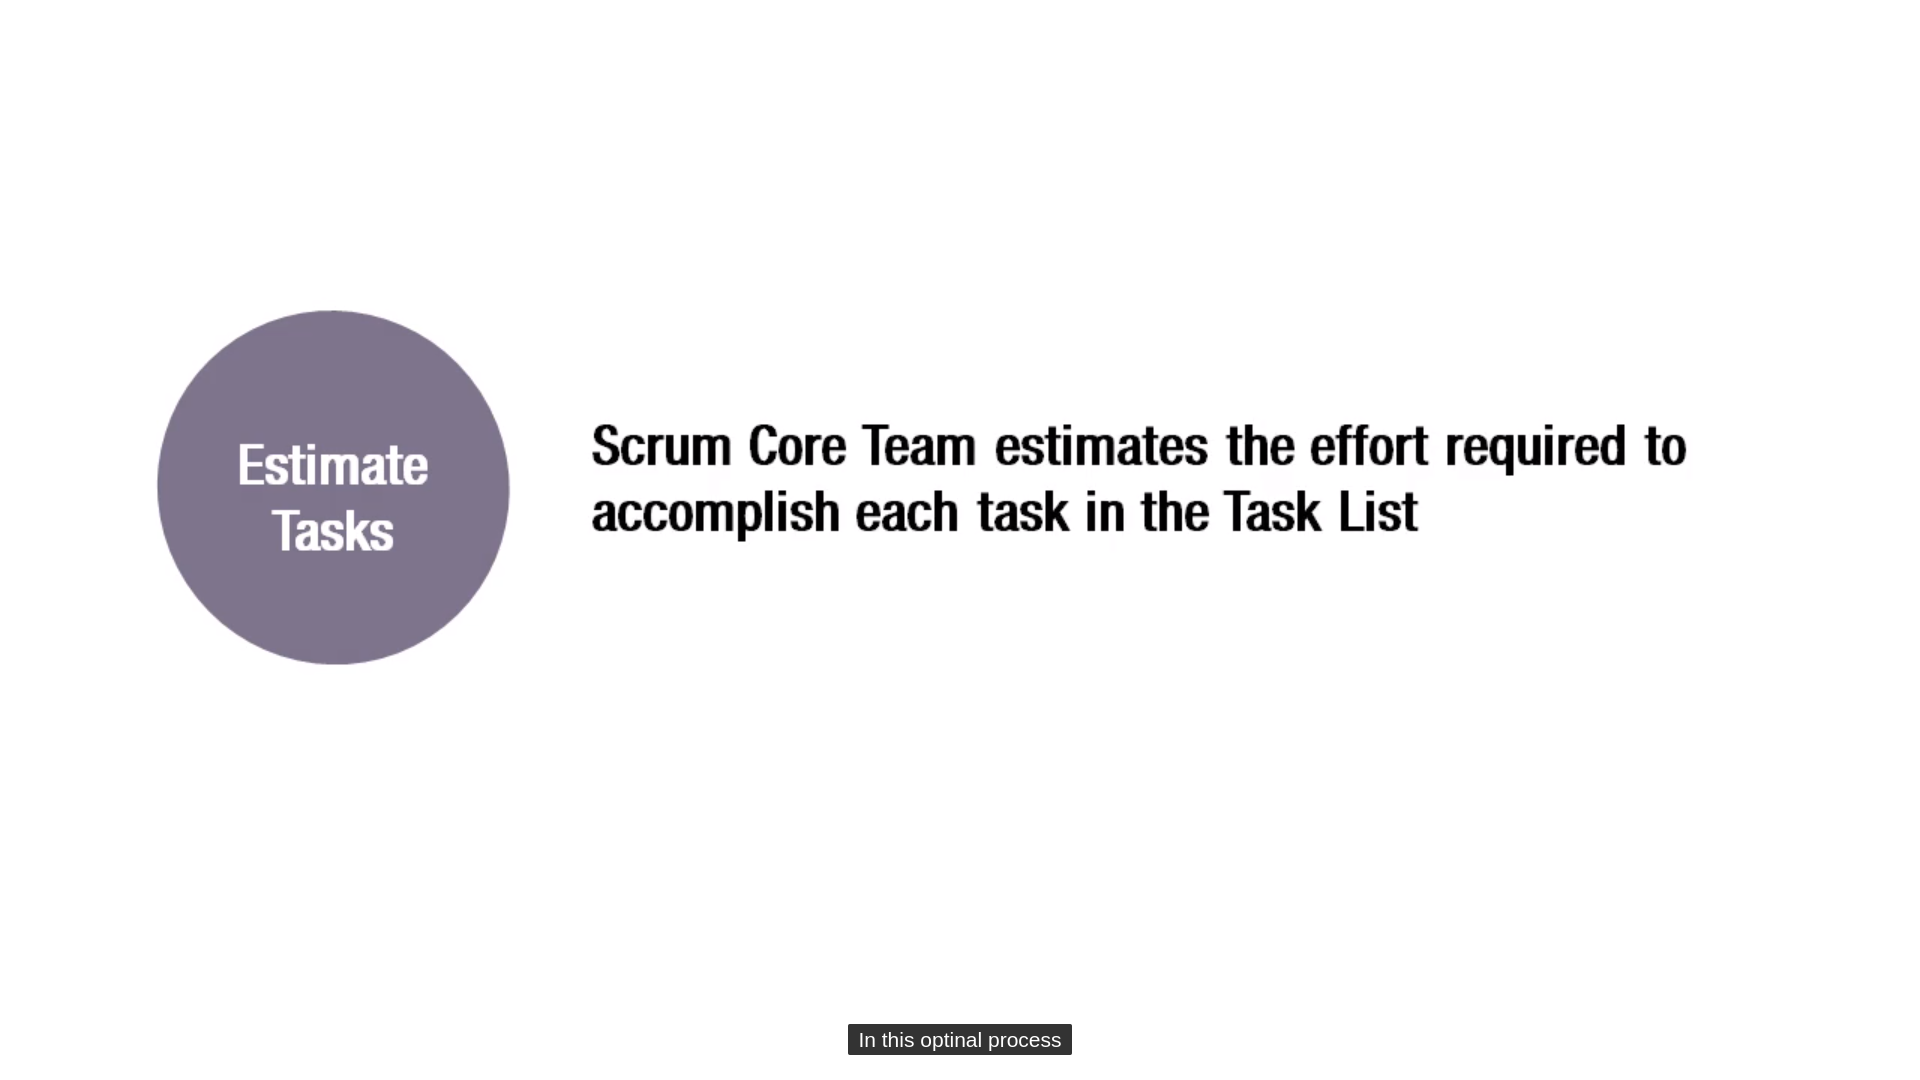 Estimate
Tasks
Scrum Core Team estimates the effort required to
accomplish each task in the Task List
In this optinal process